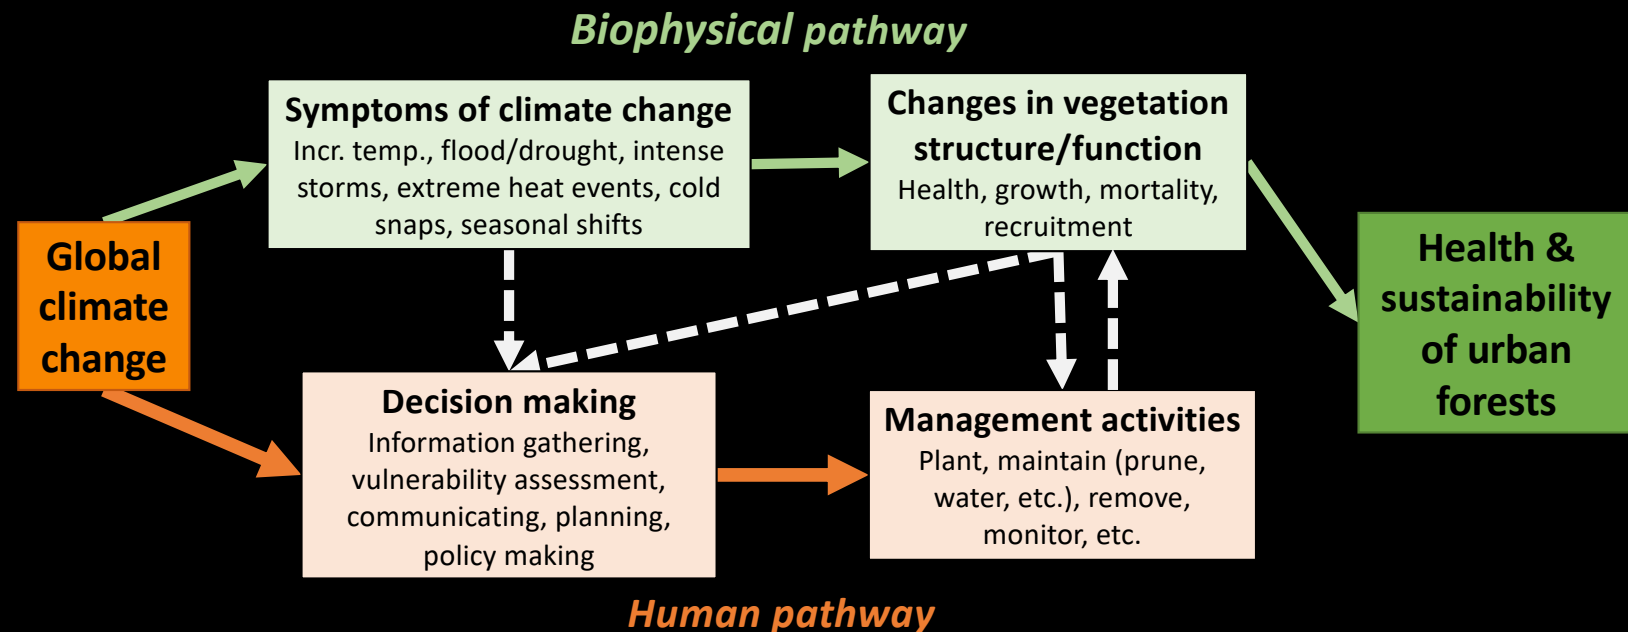 Biophysical pathway
Symptoms of climate change
Incr. temp., flood/drought, intense
storms, extreme heat events, cold
snaps, seasonal shifts
Changes in vegetation
structure/function
Health, growth, mortality,
recruitment
Global
climate
change
Health &
sustainability
of urban
forests
Decision making
Information gathering,
vulnerability assessment,
communicating, planning,
policy making
Management activities
Plant, maintain (prune,
water, etc.), remove,
monitor, etc.
Human pathway